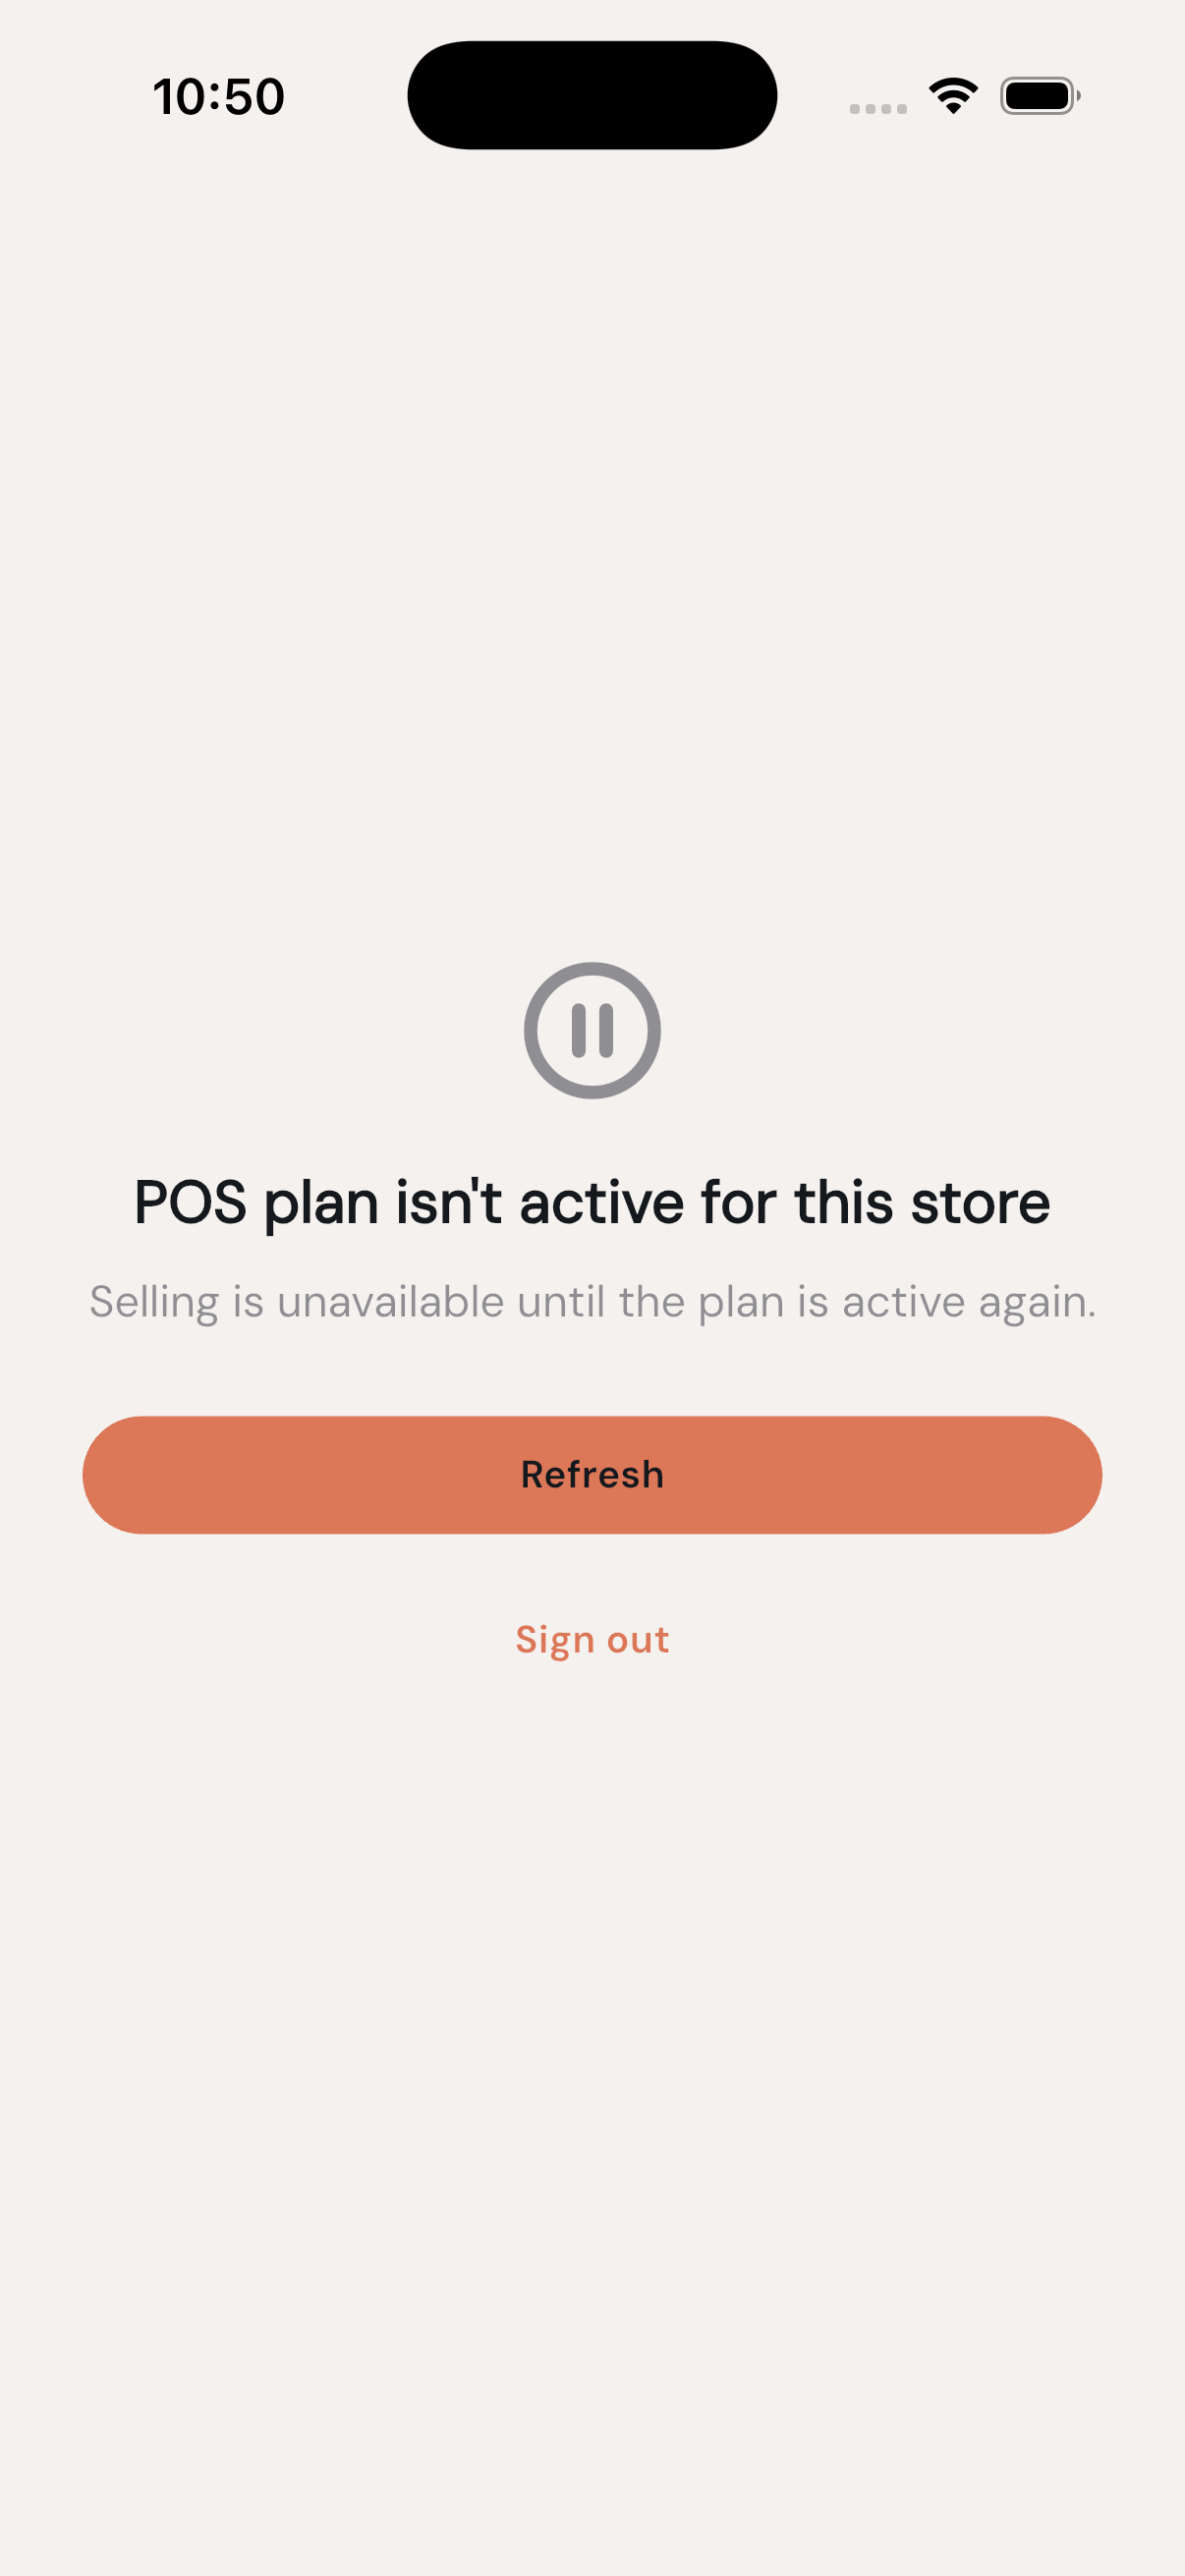 10:50
POS plan isn't active for this store
Selling is unavailable until the plan is active again.
Refresh
Sign out